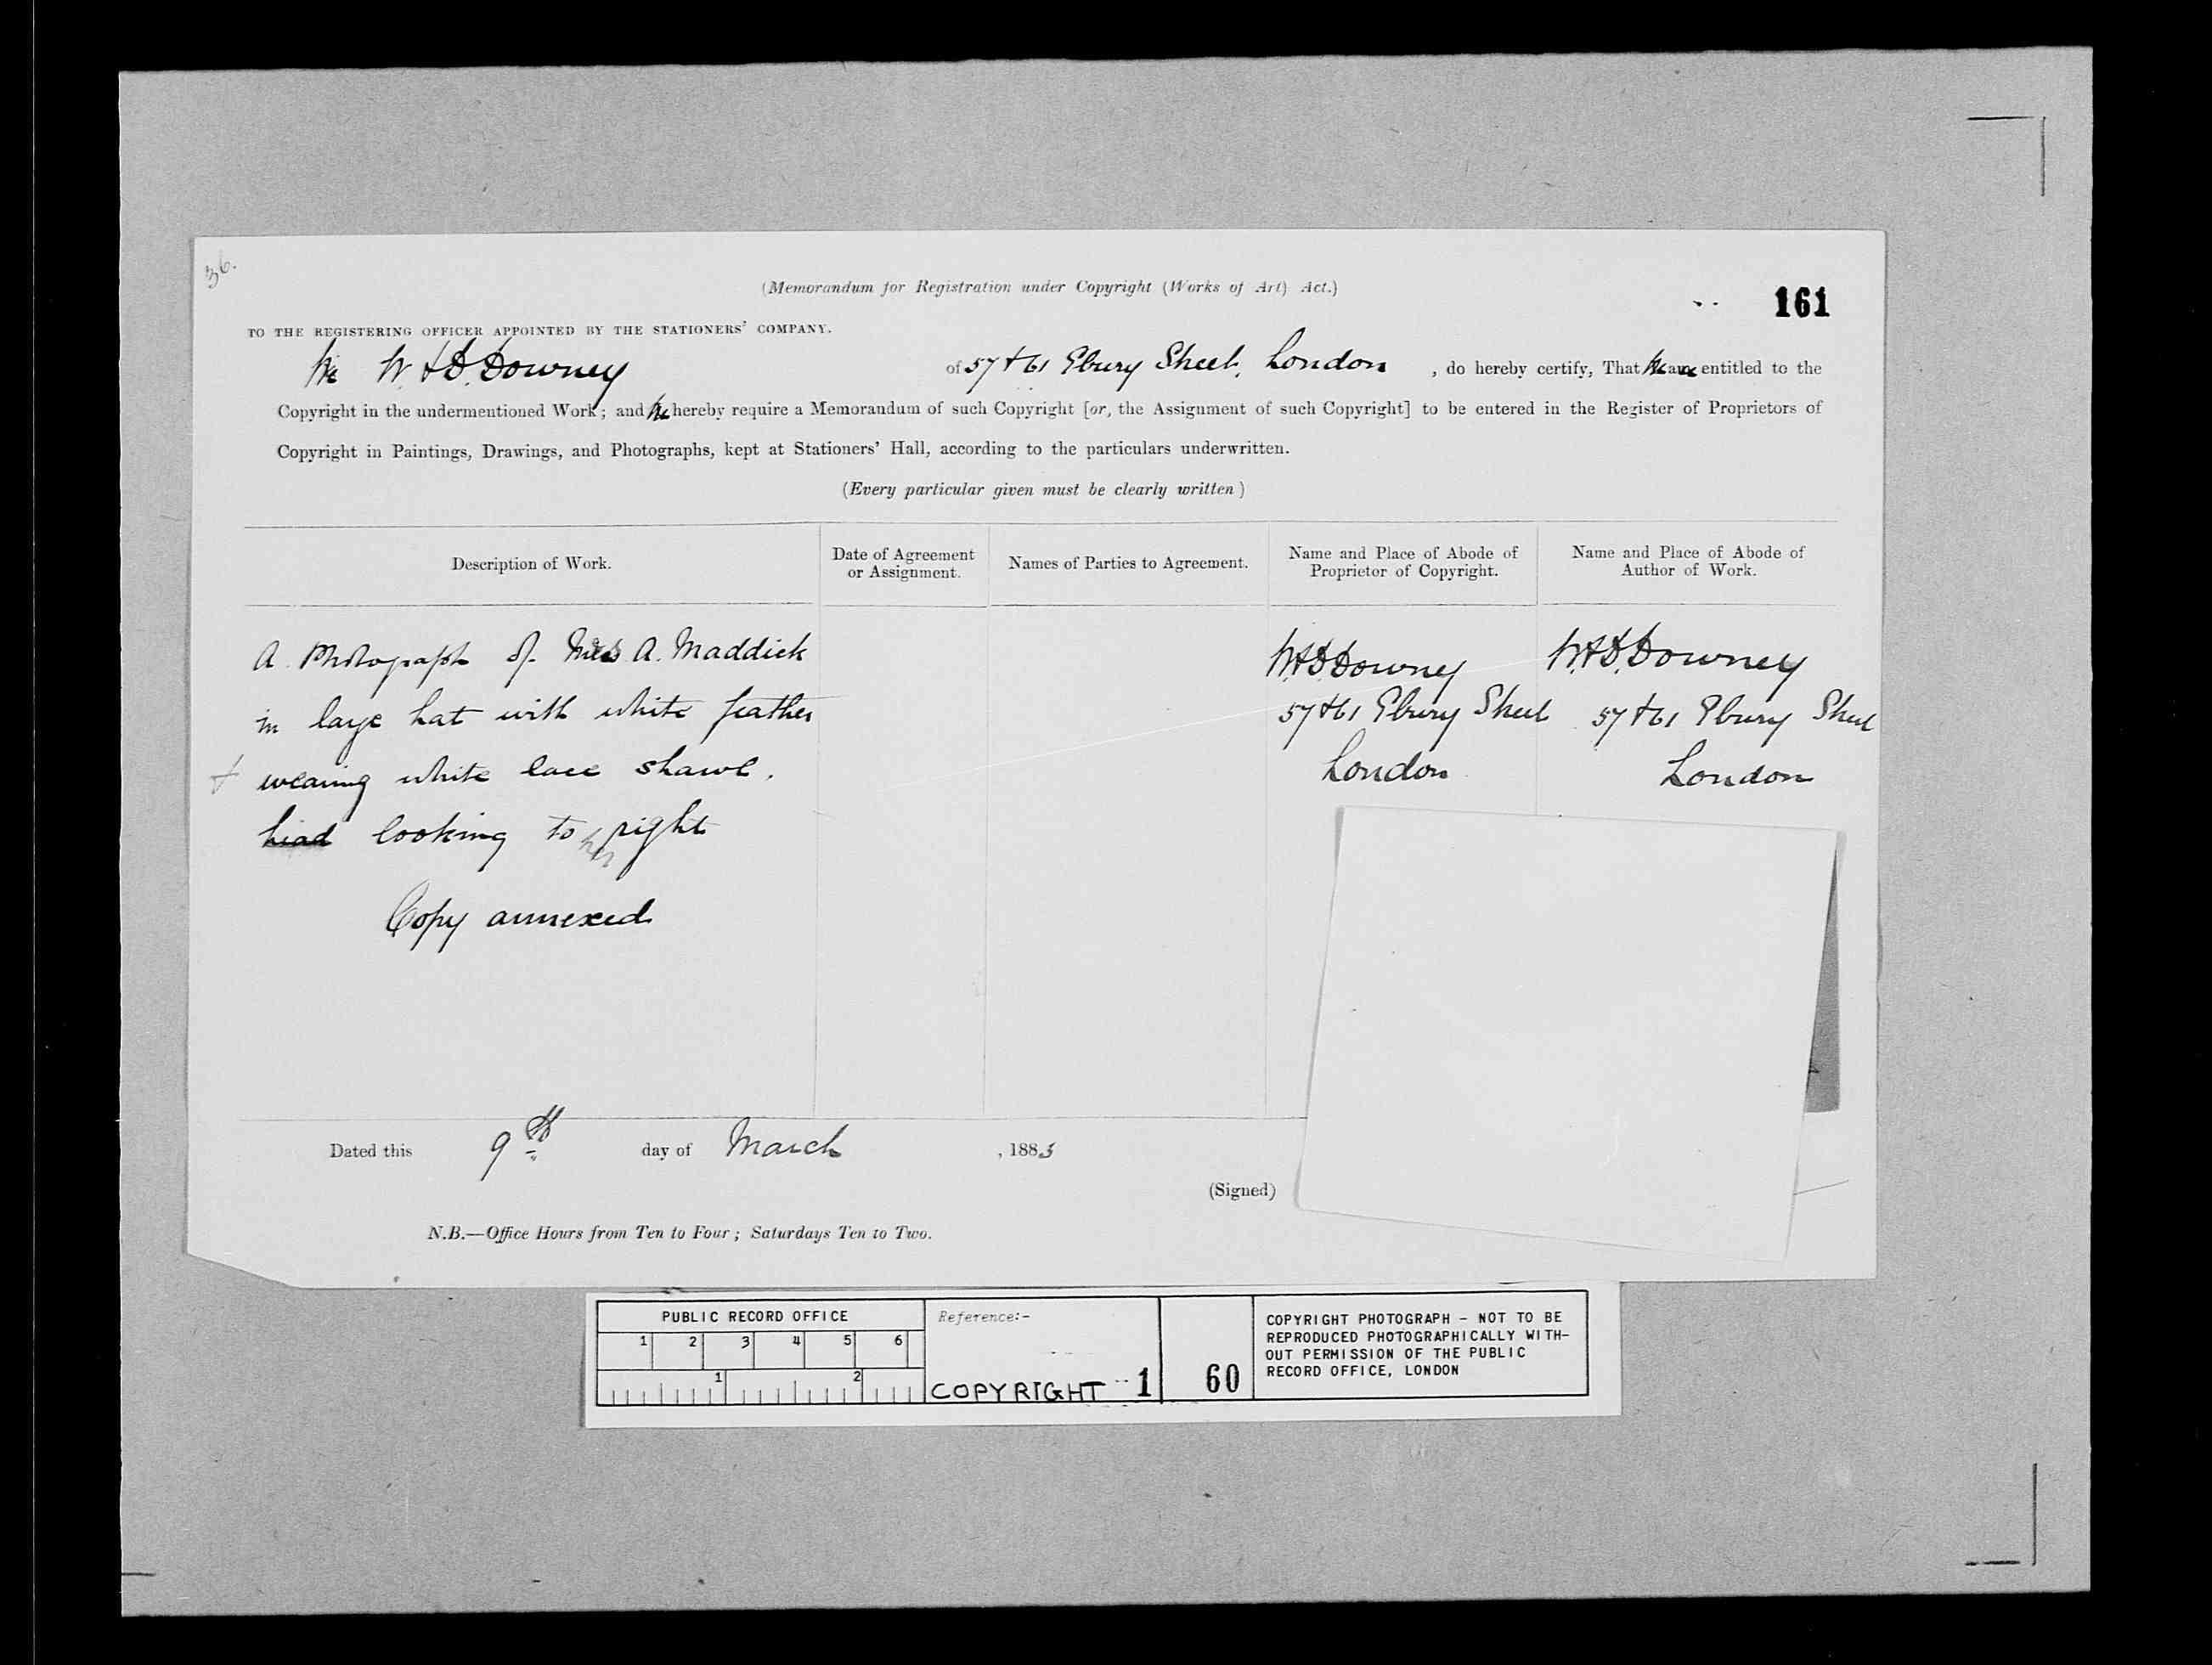 36.
(Memorandum for Registration under Copyright (Works of Art) Act.)
161
TO THE REGISTERING OFFICER APPOINTED BY THE STATIONERS' COMPANY.
We W. & D. Downey of 57 & 61 Ebury Street, London, do hereby certify, That We are entitled to the
Copyright in the undermentioned Work; and We hereby require a Memorandum of such Copyright [or, the Assignment of such Copyright] to be entered in the Register of Proprietors of
Copyright in Paintings, Drawings, and Photographs, kept at Stationers' Hall, according to the particulars underwritten.
(Every particular given must be clearly written)
Description of Work.
Date of Agreement
or Assignment.
Names of Parties to Agreement.
Name and Place of Abode of
Proprietor of Copyright.
Name and Place of Abode of
Author of Work.
A Photograph of A. Maddick
in large hat with white feather
& wearing white lace shawl.
head looking to her right
Copy annexed
W. & D. Downey
57 & 61 Ebury Street
London
W. & D. Downey
57 & 61 Ebury Street
London
Dated this 9th day of March, 1883
(Signed)
N.B.—Office Hours from Ten to Four; Saturdays Ten to Two.
PUBLIC RECORD OFFICE
1 2 3 4 5 6
1 2
Reference:-
COPYRIGHT 1
60
COPYRIGHT PHOTOGRAPH - NOT TO BE
REPRODUCED PHOTOGRAPHICALLY WITH-
OUT PERMISSION OF THE PUBLIC
RECORD OFFICE, LONDON